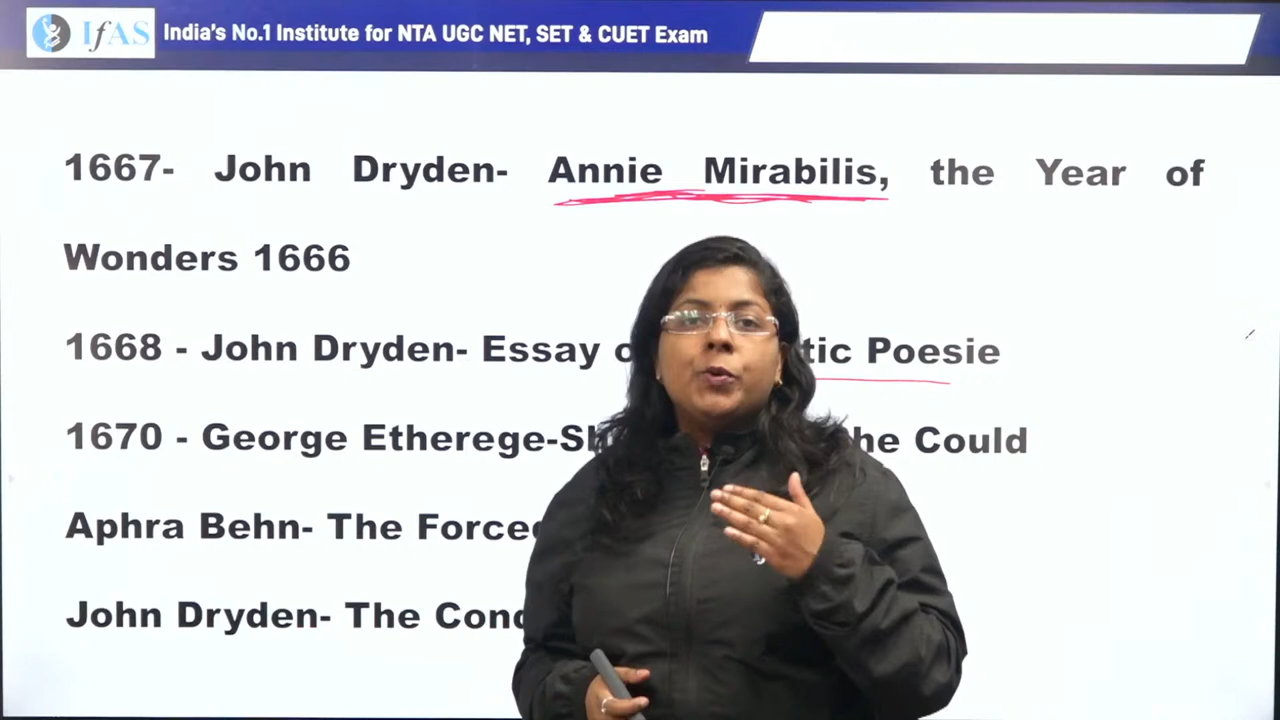 IfAS India's No.1 Institute for NTA UGC NET, SET & CUET Exam
1667- John Dryden- Annie Mirabilis, the Year of
Wonders 1666
1668 - John Dryden- Essay tic Poesie
1670 - George Etherege-Sh he Could
Aphra Behn- The Forced
John Dryden- The Con